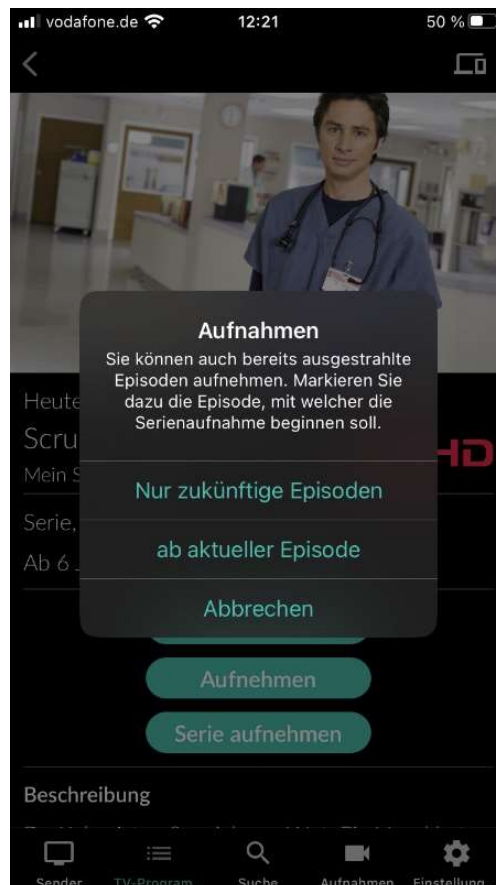 vodafone.de
12:21
50 %
Aufnahmen
Sie können auch bereits ausgestrahlte
Episoden aufnehmen. Markieren Sie
dazu die Episode, mit welcher die
Serienaufnahme beginnen soll.
Heute
Scru
HD
Mein S
Nur zukünftige Episoden
Serie,
ab aktueller Episode
Ab 6
Abbrechen
Aufnehmen
Serie aufnehmen
Beschreibung
Sender TV-Program Suche Aufnahmen Einstellung